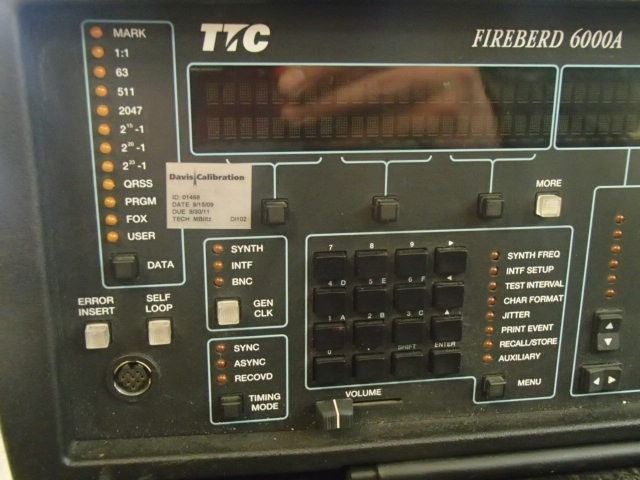 TTC
FIREBERD 6000A
MARK
1:1
63
511
2047
2¹⁵-1
2²⁰-1
2²³-1
QRSS
PRGM
FOX
USER
DATA
Davis Calibration
ID: 01468
DATE 9/15/09
DUE 9/30/11
TECH MBlitz DI102
MORE
SYNTH
INTF
BNC
GEN
CLK
ERROR
INSERT
SELF
LOOP
SYNC
ASYNC
RECOVD
TIMING
MODE
7 8 9 ▶
4 D 5 E 6 F ◀
1 A 2 B 3 C ▲
0 . SHIFT ENTER
VOLUME
SYNTH FREQ
INTF SETUP
TEST INTERVAL
CHAR FORMAT
JITTER
PRINT EVENT
RECALL/STORE
AUXILIARY
MENU